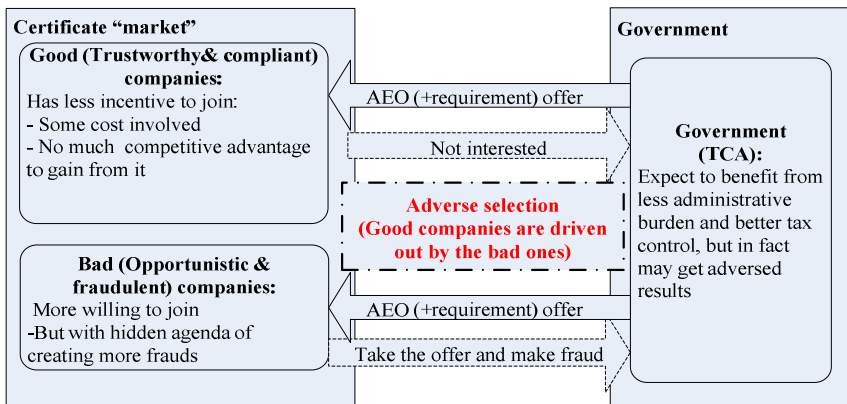 Certificate “market”
Good (Trustworthy& compliant)
companies:
Has less incentive to join:
- Some cost involved
- No much competitive advantage
to gain from it
Bad (Opportunistic &
fraudulent) companies:
More willing to join
-But with hidden agenda of
creating more frauds
AEO (+requirement) offer
Not interested
Adverse selection
(Good companies are driven
out by the bad ones)
AEO (+requirement) offer
Take the offer and make fraud
Government
Government
(TCA):
Expect to benefit from
less administrative
burden and better tax
control, but in fact
may get adversed
results